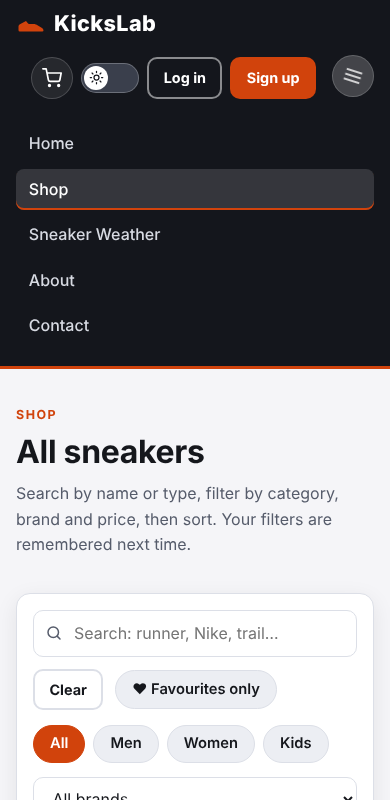 KicksLab
Log in
Sign up
Home
Shop
Sneaker Weather
About
Contact
SHOP
All sneakers
Search by name or type, filter by category,
brand and price, then sort. Your filters are
remembered next time.
Search: runner, Nike, trail...
Clear
♥ Favourites only
All
Men
Women
Kids
All brands